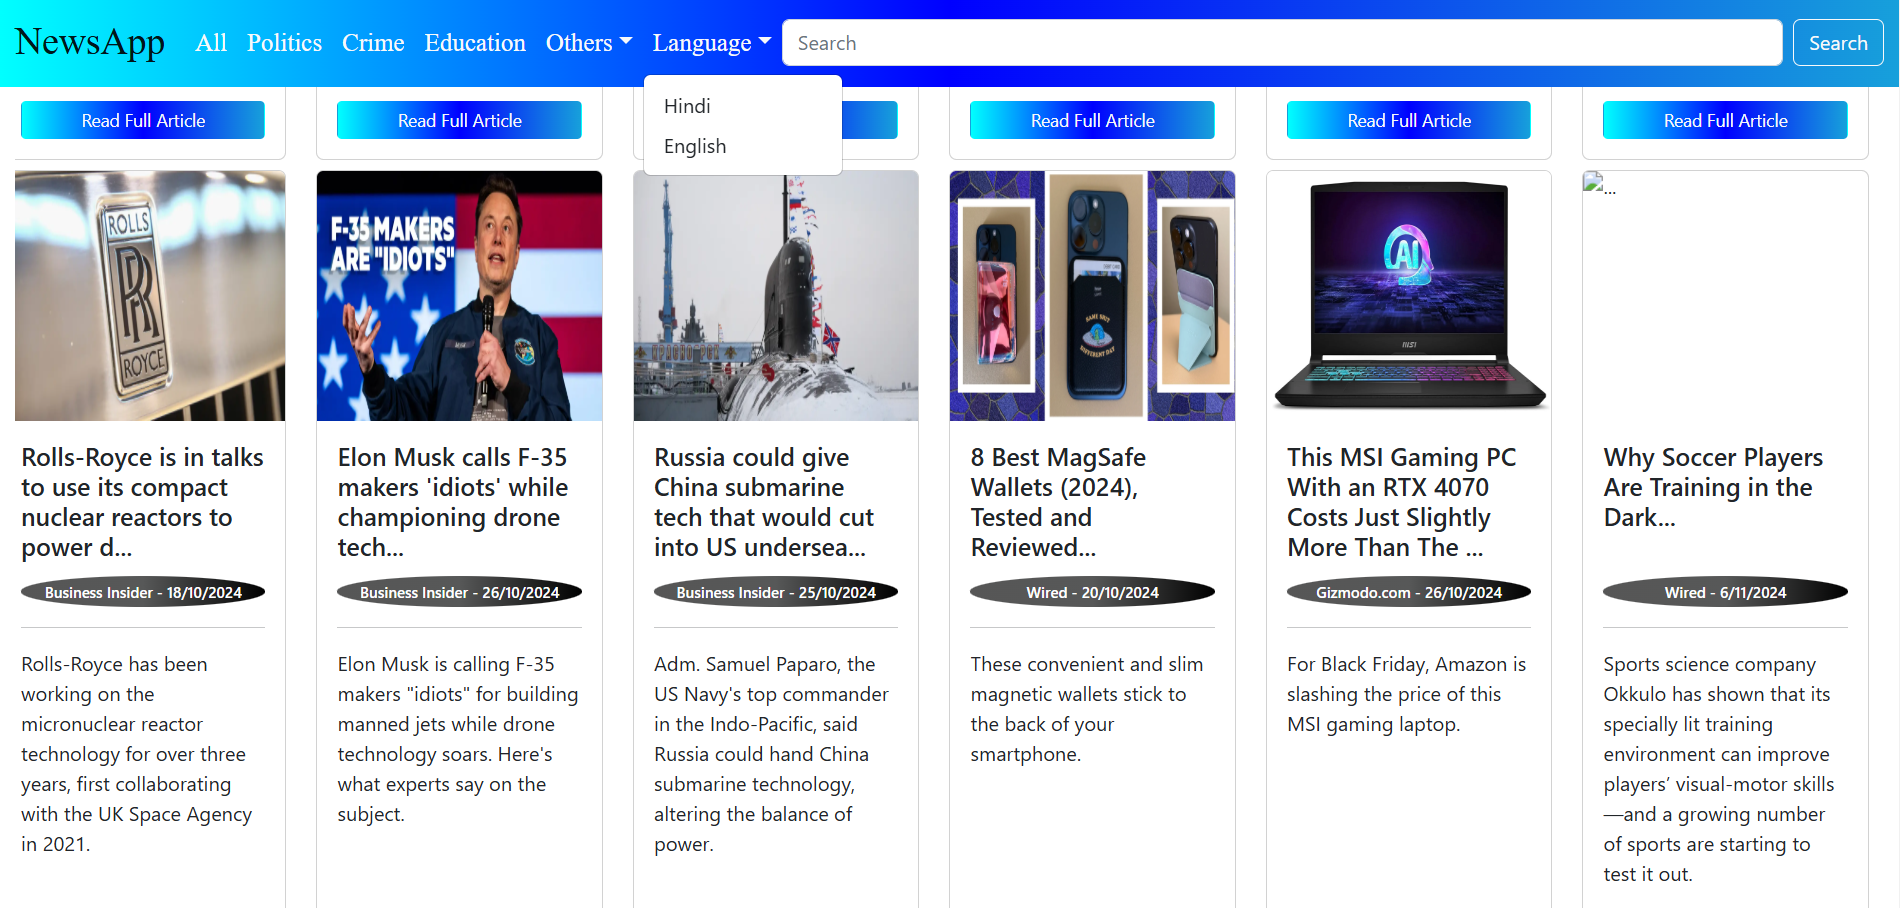 NewsApp All Politics Crime Education Others Language Search Search
Hindi
English
Read Full Article
Read Full Article
Read Full Article
Read Full Article
Read Full Article
ROLLS
RR
ROYCE
Rolls-Royce is in talks
to use its compact
nuclear reactors to
power d...
Business Insider - 18/10/2024
Rolls-Royce has been
working on the
micronuclear reactor
technology for over three
years, first collaborating
with the UK Space Agency
in 2021.
F-35 MAKERS
ARE "IDIOTS"
Elon Musk calls F-35
makers 'idiots' while
championing drone
tech...
Business Insider - 26/10/2024
Elon Musk is calling F-35
makers "idiots" for building
manned jets while drone
technology soars. Here's
what experts say on the
subject.
Russia could give
China submarine
tech that would cut
into US undersea...
Business Insider - 25/10/2024
Adm. Samuel Paparo, the
US Navy's top commander
in the Indo-Pacific, said
Russia could hand China
submarine technology,
altering the balance of
power.
SAME SHIT
DIFFERENT DAY
8 Best MagSafe
Wallets (2024),
Tested and
Reviewed...
Wired - 20/10/2024
These convenient and slim
magnetic wallets stick to
the back of your
smartphone.
AI
msi
This MSI Gaming PC
With an RTX 4070
Costs Just Slightly
More Than The ...
Gizmodo.com - 26/10/2024
For Black Friday, Amazon is
slashing the price of this
MSI gaming laptop.
...
Why Soccer Players
Are Training in the
Dark...
Wired - 6/11/2024
Sports science company
Okkulo has shown that its
specially lit training
environment can improve
players’ visual-motor skills
—and a growing number
of sports are starting to
test it out.